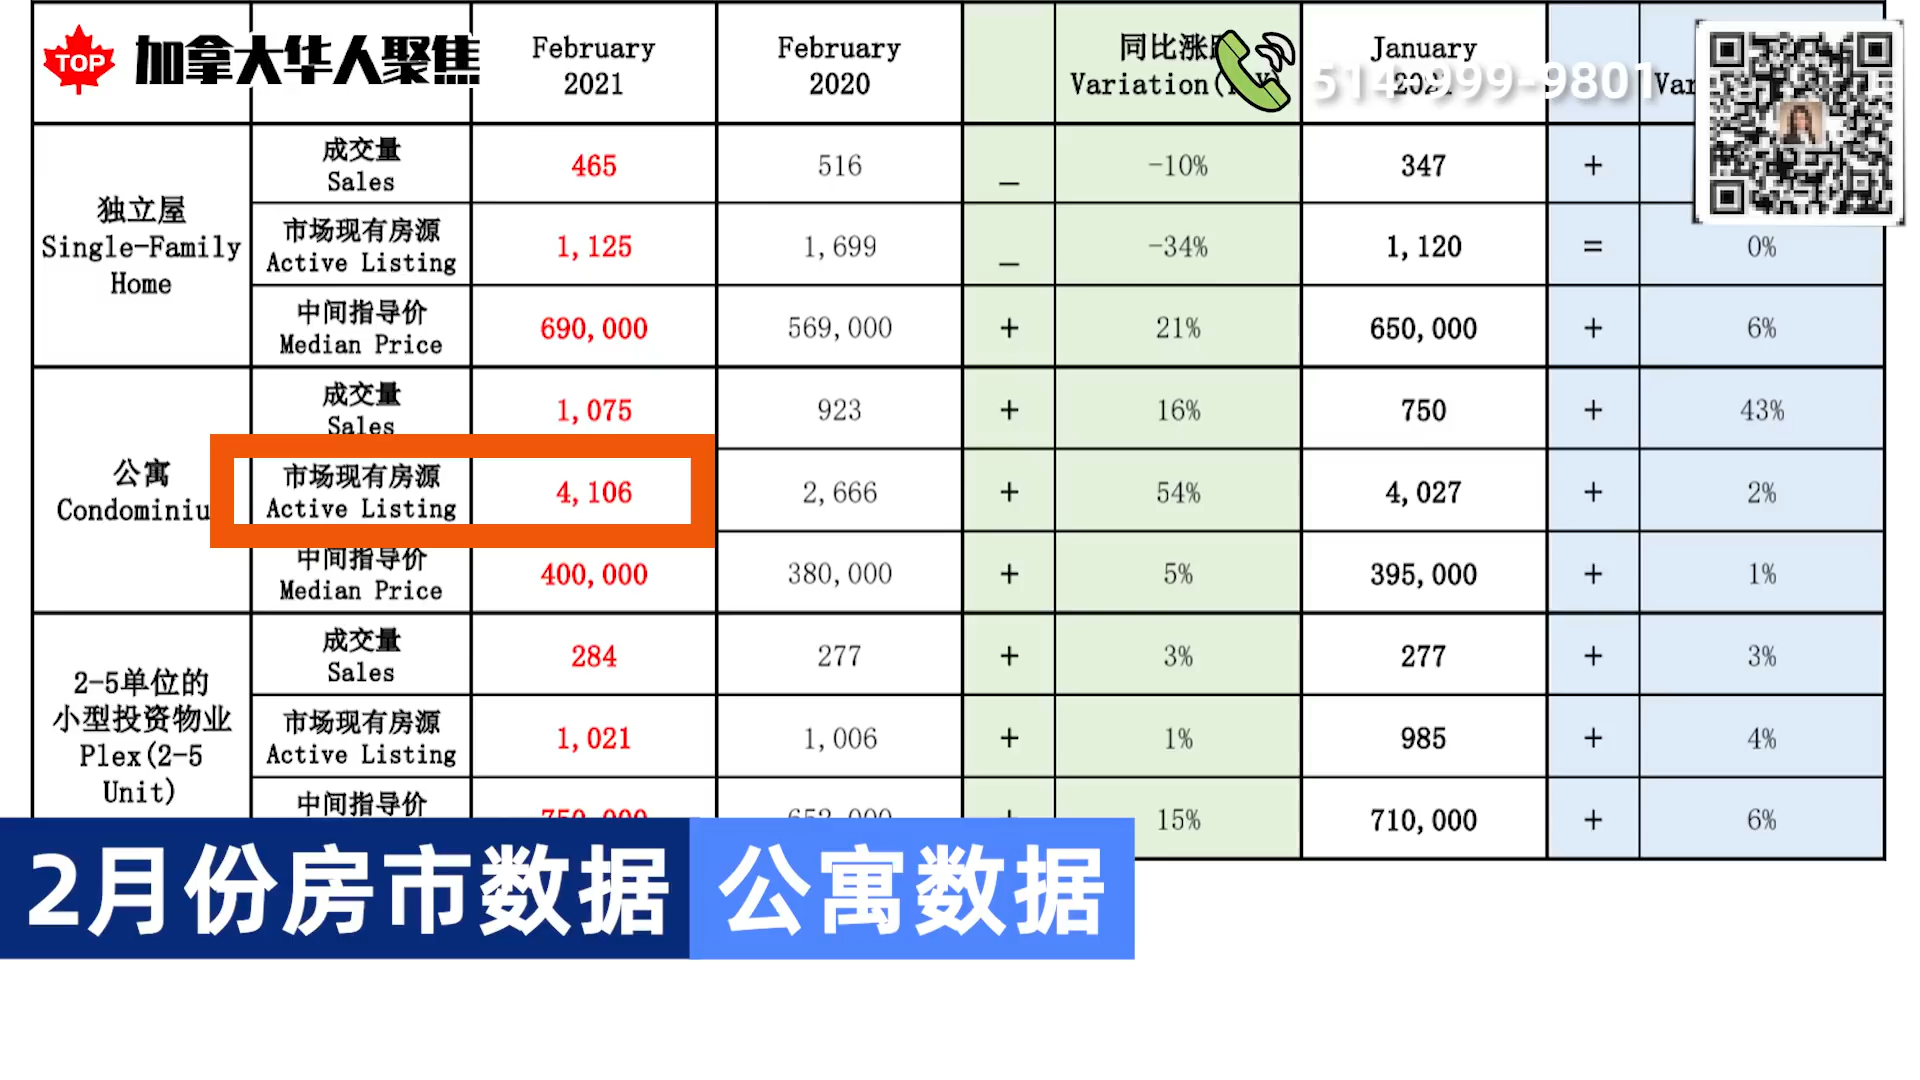 TOP 加拿大华人聚焦
February 2021
February 2020
同比涨
Variation(
January 2021
Var
514-999-9801
独立屋
Single-Family
Home
成交量 Sales 465 516 _ -10% 347 +
市场现有房源 Active Listing 1,125 1,699 _ -34% 1,120 = 0%
中间指导价 Median Price 690,000 569,000 + 21% 650,000 + 6%
公寓
Condominiu
成交量 Sales 1,075 923 + 16% 750 + 43%
市场现有房源 Active Listing 4,106 2,666 + 54% 4,027 + 2%
中间指导价 Median Price 400,000 380,000 + 5% 395,000 + 1%
2-5单位的
小型投资物业
Plex(2-5
Unit)
成交量 Sales 284 277 + 3% 277 + 3%
市场现有房源 Active Listing 1,021 1,006 + 1% 985 + 4%
中间指导价 750,000 + 15% 710,000 + 6%
2月份房市数据 公寓数据